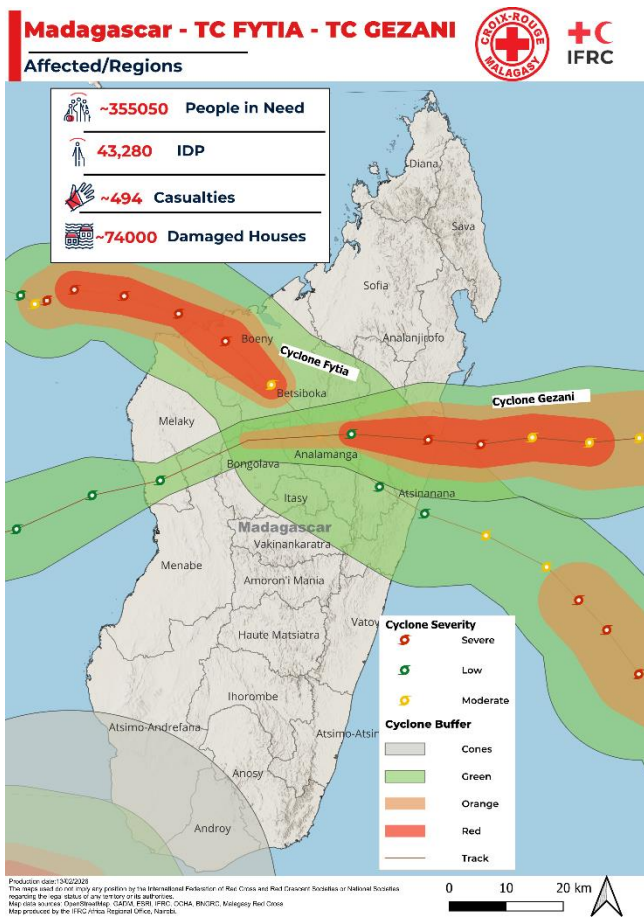 Madagascar - TC FYTIA - TC GEZANI
Affected/Regions
CROIX-ROUGE
MALAGASY
IFRC
~355050 People in Need
43,280 IDP
~494 Casualties
~74000 Damaged Houses
Diana
Sava
Sofia
Analanjirofo
Boeny
Cyclone Fytia
Betsiboka
Cyclone Gezani
Melaky
Analamanga
Bongolava
Atsinanana
Itasy
Madagascar
Vakinankaratra
Menabe
Amoron'i Mania
Vatov
Haute Matsiatra
Ihorombe
Atsimo-Andrefana
Atsimo-Atsin
Anosy
Androy
Cyclone Severity
Severe
Low
Moderate
Cyclone Buffer
Cones
Green
Orange
Red
Track
Production date:13/02/2026
The maps used do not imply any position by the International Federation of Red Cross and Red Crescent Societies or National Societies
regarding the legal status of any territory or its authorities.
Map data sources: OpenStreetMap, GADM, ESRI, IFRC, OCHA, BNGRC, Malagasy Red Cross
Map produced by the IFRC Africa Regional Office, Nairobi.
0 10 20 km